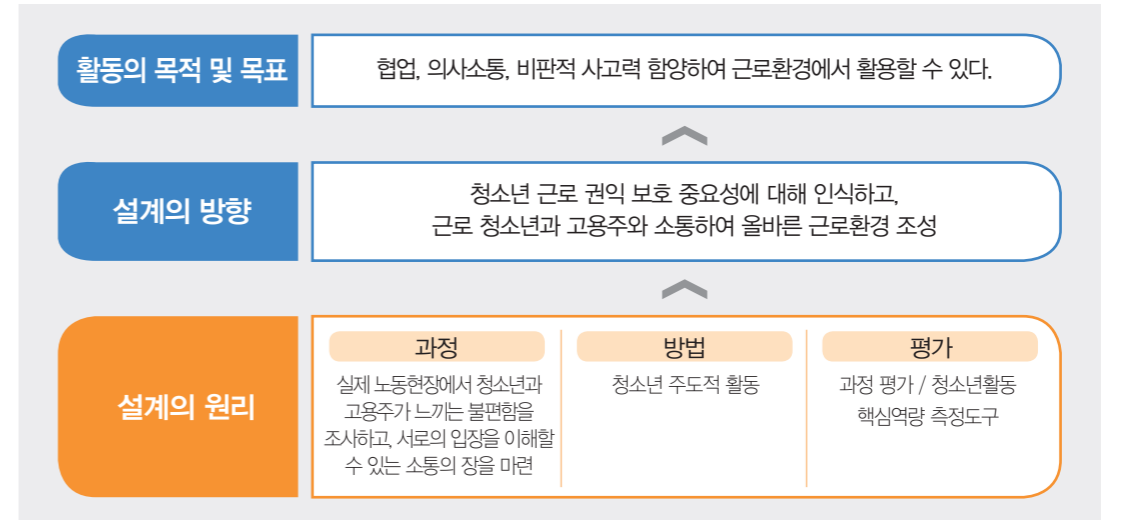 활동의 목적 및 목표
협업, 의사소통, 비판적 사고력 함양하여 근로환경에서 활용할 수 있다.
설계의 방향
청소년 근로 권익 보호 중요성에 대해 인식하고,
근로 청소년과 고용주와 소통하여 올바른 근로환경 조성
설계의 원리
과정
실제 노동현장에서 청소년과
고용주가 느끼는 불편함을
조사하고, 서로의 입장을 이해할
수 있는 소통의 장을 마련
방법
청소년 주도적 활동
평가
과정 평가 / 청소년활동
핵심역량 측정도구